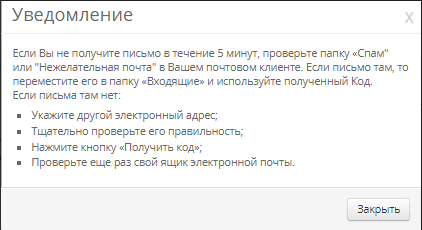 Уведомление
x
Если Вы не получите письмо в течение 5 минут, проверьте папку «Спам"
или "Нежелательная почта" в Вашем почтовом клиенте. Если письмо там, то
переместите его в папку «Входящие» и используйте полученный Код.
Если письма там нет:
Укажите другой электронный адрес;
Тщательно проверьте его правильность;
Нажмите кнопку «Получить код»;
Проверьте еще раз свой ящик электронной почты.
Закрыть